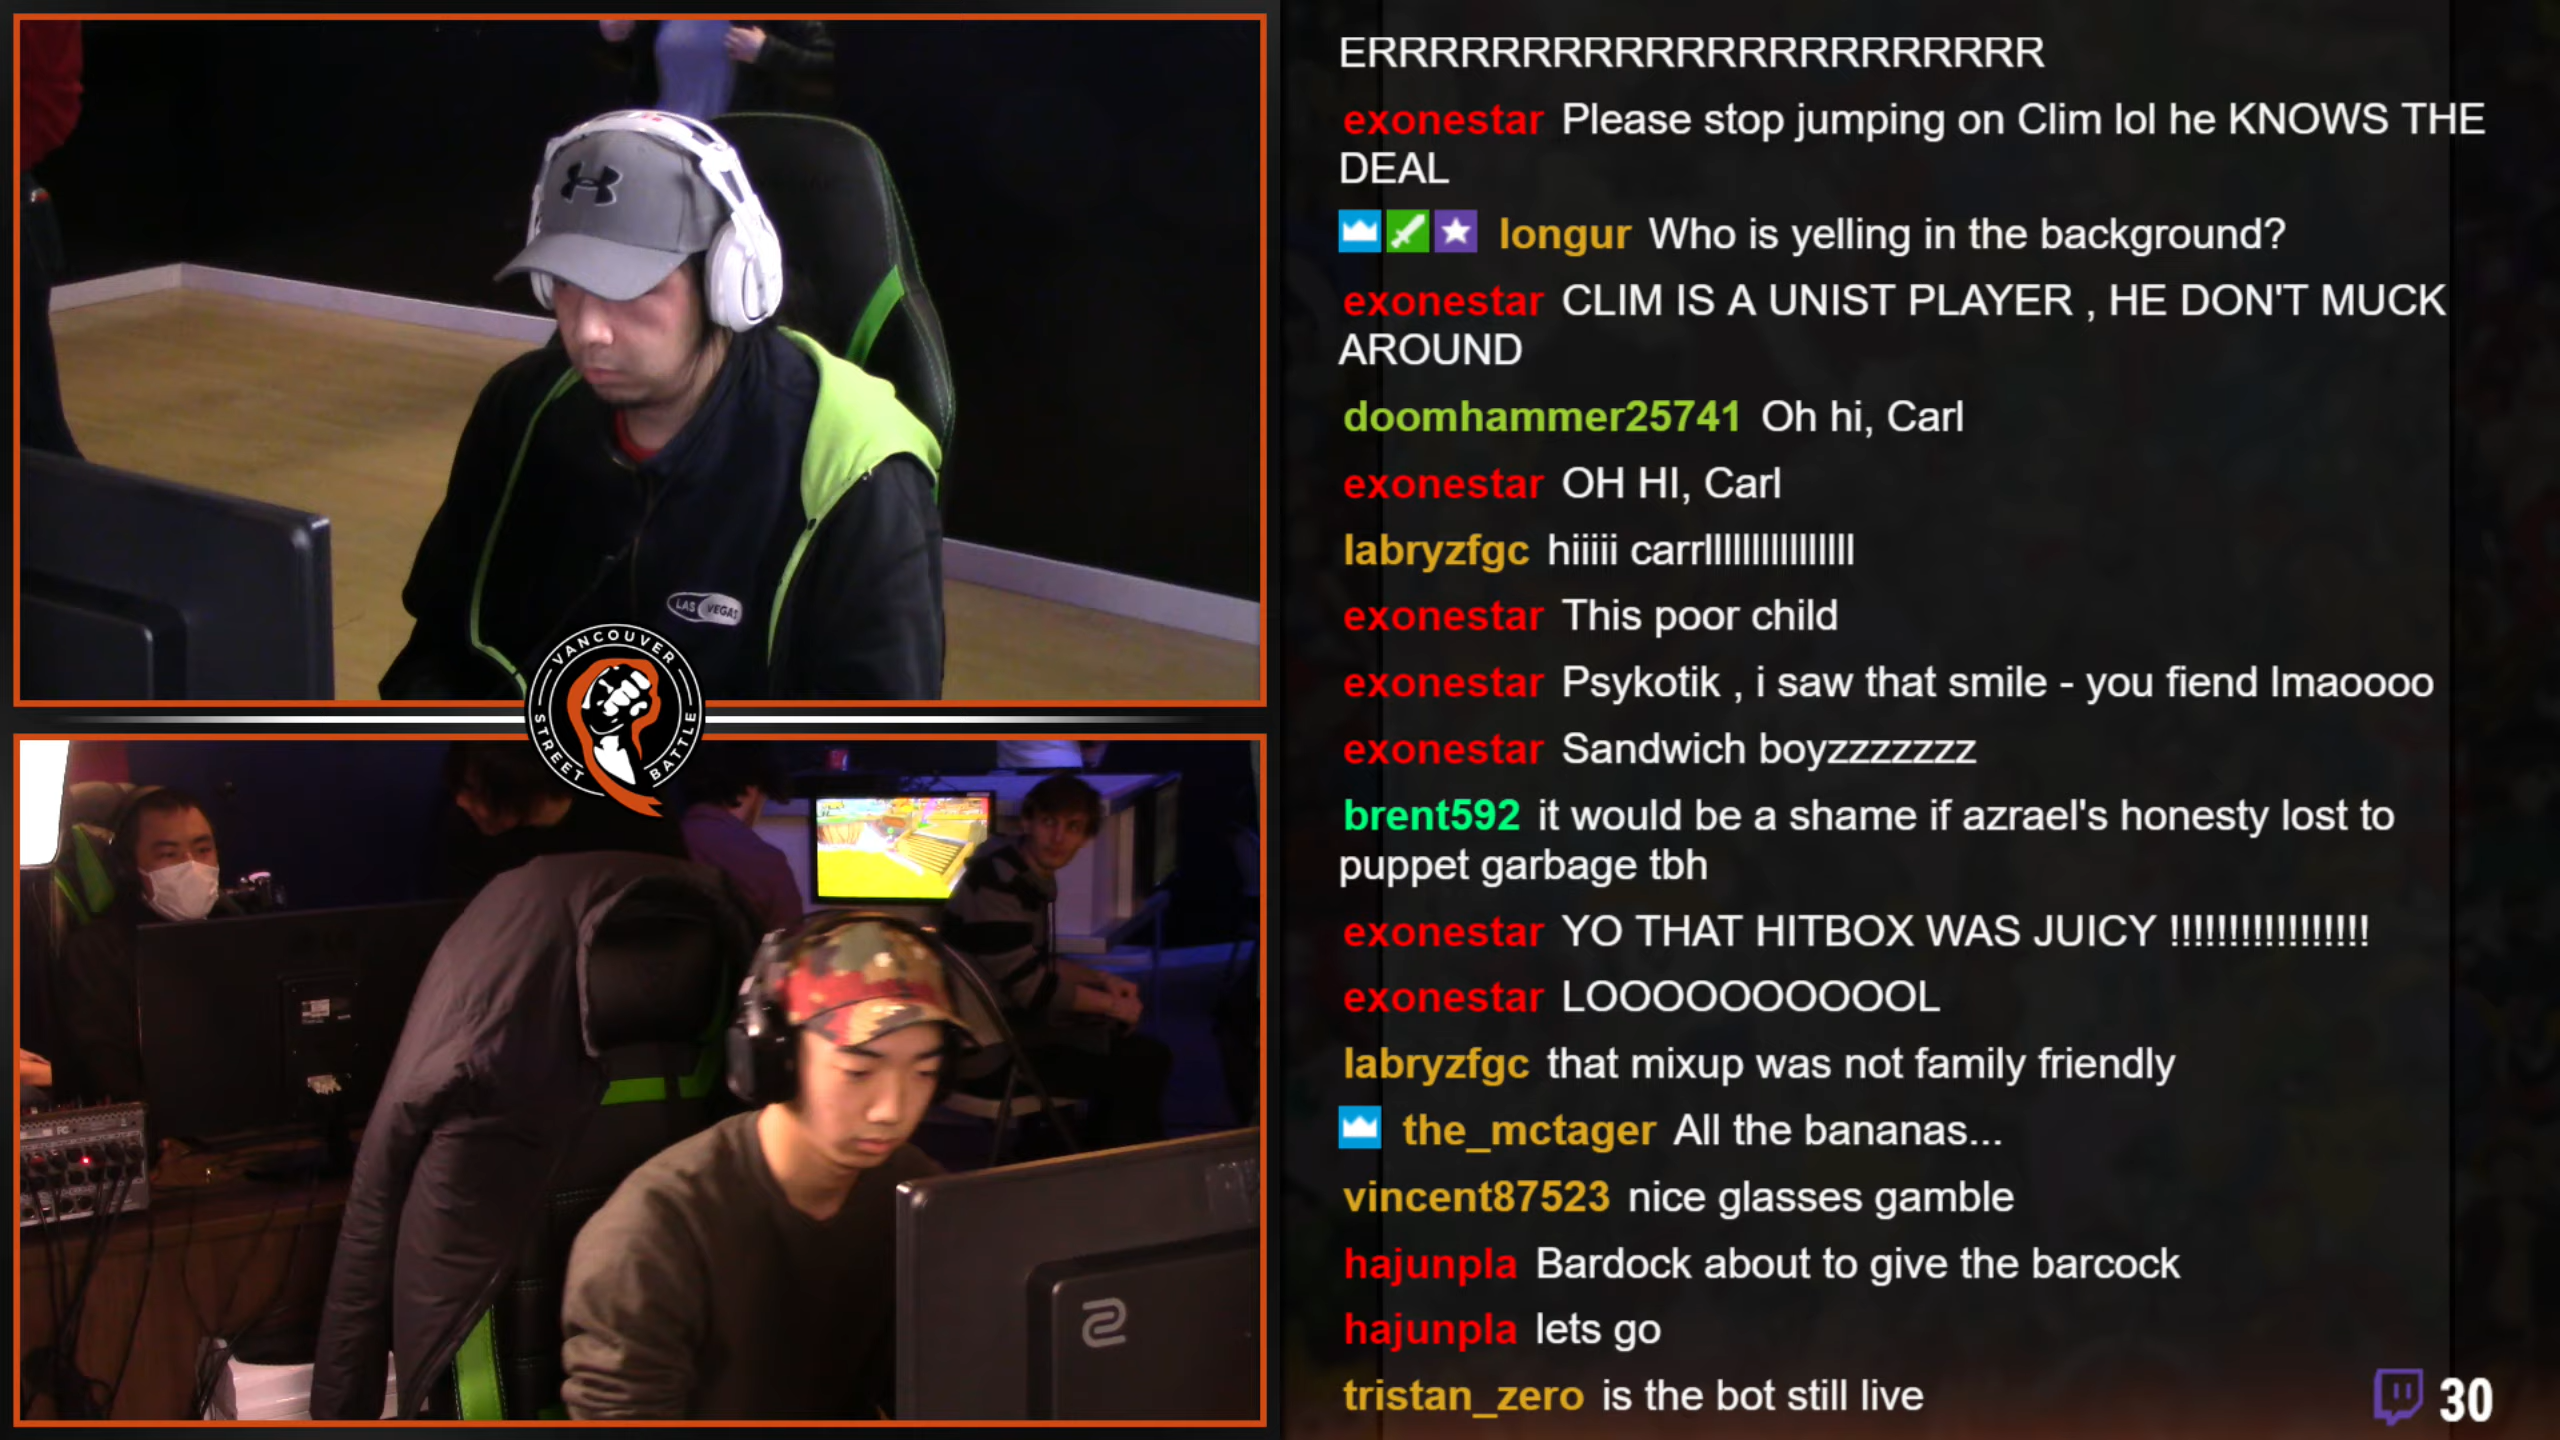 LAS VEGAS
VANCOUVER
STREET BATTLE
ERRRRRRRRRRRRRRRRRRRRRR
exonestar Please stop jumping on Clim lol he KNOWS THE
DEAL
longur Who is yelling in the background?
exonestar CLIM IS A UNIST PLAYER , HE DON'T MUCK
AROUND
doomhammer25741 Oh hi, Carl
exonestar OH HI, Carl
labryzfgc hiiiii carrlllllllllllllllll
exonestar This poor child
exonestar Psykotik , i saw that smile - you fiend lmaoooo
exonestar Sandwich boyzzzzzzz
brent592 it would be a shame if azrael's honesty lost to
puppet garbage tbh
exonestar YO THAT HITBOX WAS JUICY !!!!!!!!!!!!!!!!!
exonestar LOOOOOOOOOOL
labryzfgc that mixup was not family friendly
the_mctager All the bananas...
vincent87523 nice glasses gamble
hajunpla Bardock about to give the barcock
hajunpla lets go
tristan_zero is the bot still live
30